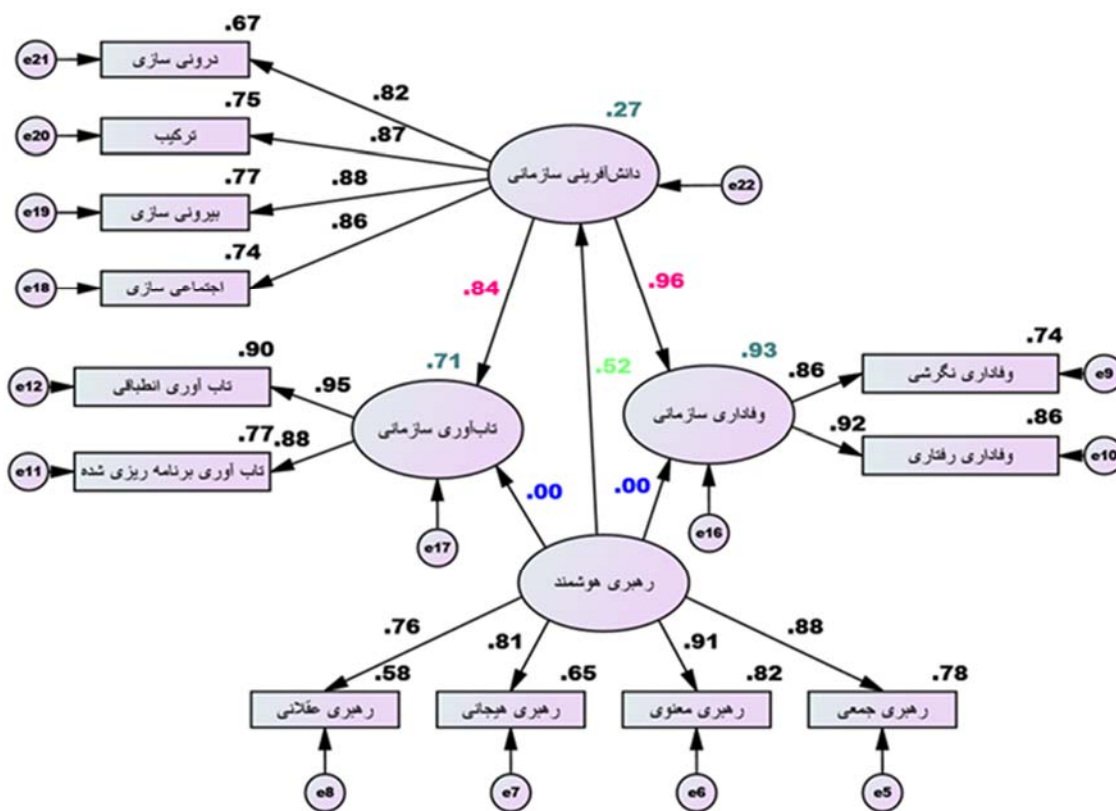 .67
e21
درونی سازی
.82
.75
e20
ترکیب
.87
.27
دانش‌آفرینی سازمانی
e22
.77
e19
بیرونی سازی
.88
.86
.74
e18
اجتماعی سازی
.84
.96
.90
e12
تاب آوری انطباقی
.95
.71
تاب‌آوری سازمانی
.52
.93
وفاداری سازمانی
.86
.74
وفاداری نگرشی
e9
.77
.88
e11
تاب آوری برنامه ریزی شده
.92
.86
وفاداری رفتاری
e10
.00
.00
e17
e16
رهبری هوشمند
.76
.81
.91
.88
.58
رهبری عقلانی
.65
رهبری هیجانی
.82
رهبری معنوی
.78
رهبری جمعی
e8
e7
e6
e5